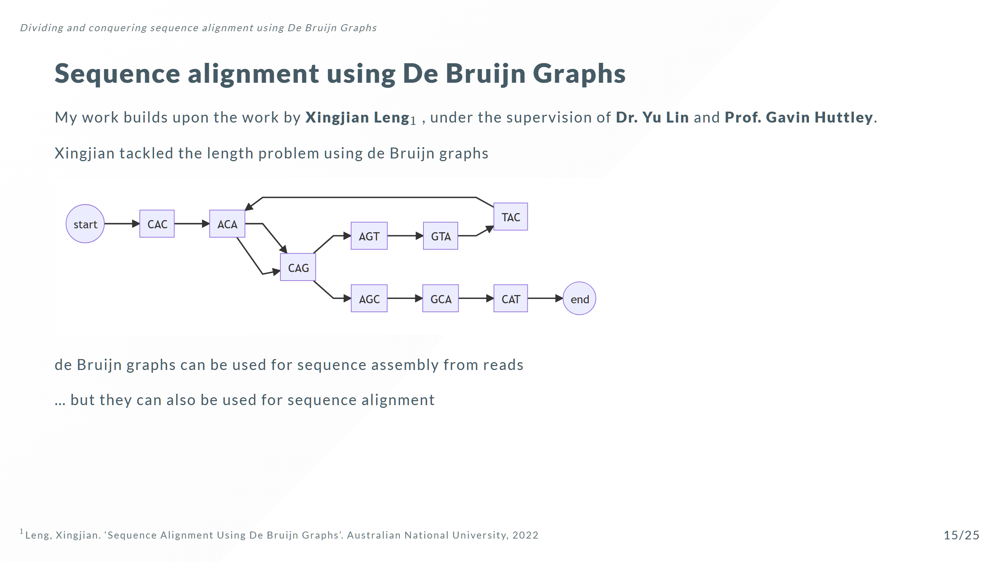 Dividing and conquering sequence alignment using De Bruijn Graphs
Sequence alignment using De Bruijn Graphs
My work builds upon the work by Xingjian Leng1 , under the supervision of Dr. Yu Lin and Prof. Gavin Huttley.
Xingjian tackled the length problem using de Bruijn graphs
start
CAC
ACA
CAG
AGT
GTA
TAC
AGC
GCA
CAT
end
de Bruijn graphs can be used for sequence assembly from reads
... but they can also be used for sequence alignment
1 Leng, Xingjian. ‘Sequence Alignment Using De Bruijn Graphs’. Australian National University, 2022
15/25